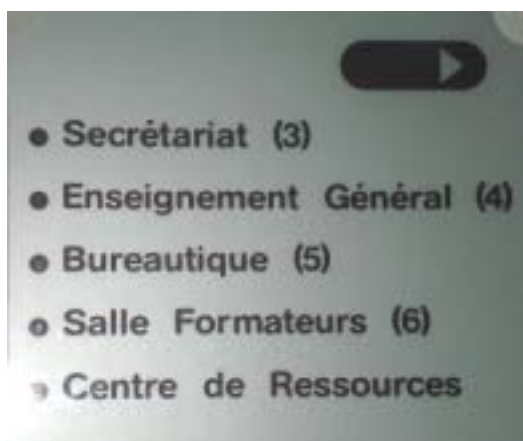 • Secrétariat (3)
• Enseignement Général (4)
• Bureautique (5)
• Salle Formateurs (6)
• Centre de Ressources